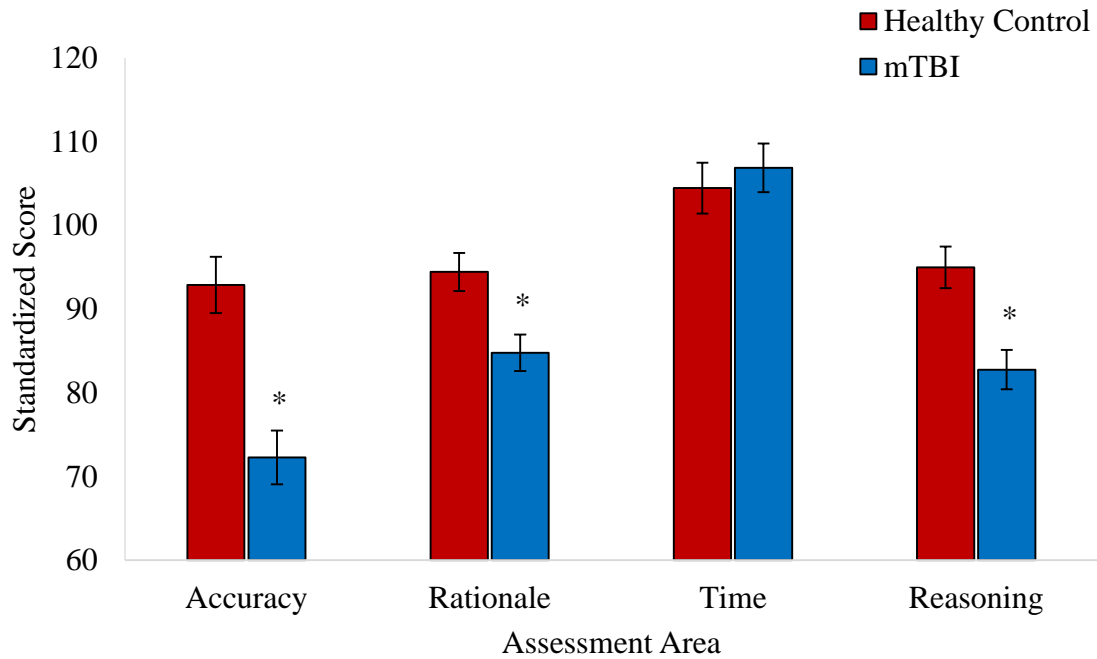 Healthy Control
mTBI
120
110
100
90
80
70
60
Standardized Score
*
*
*
Accuracy Rationale Time Reasoning
Assessment Area